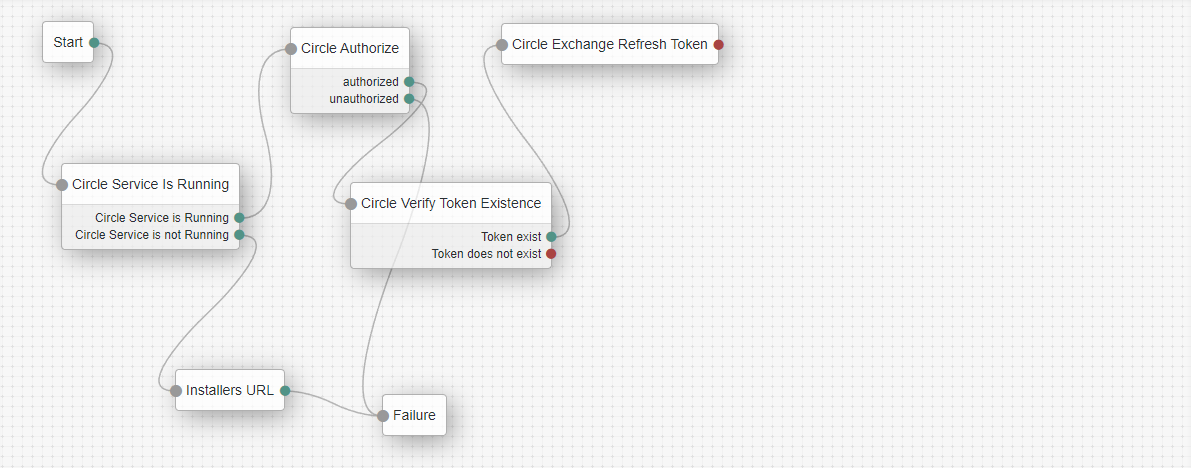 Start
Circle Authorize
authorized
unauthorized
Circle Exchange Refresh Token
Circle Service Is Running
Circle Service is Running
Circle Service is not Running
Circle Verify Token Existence
Token exist
Token does not exist
Installers URL
Failure